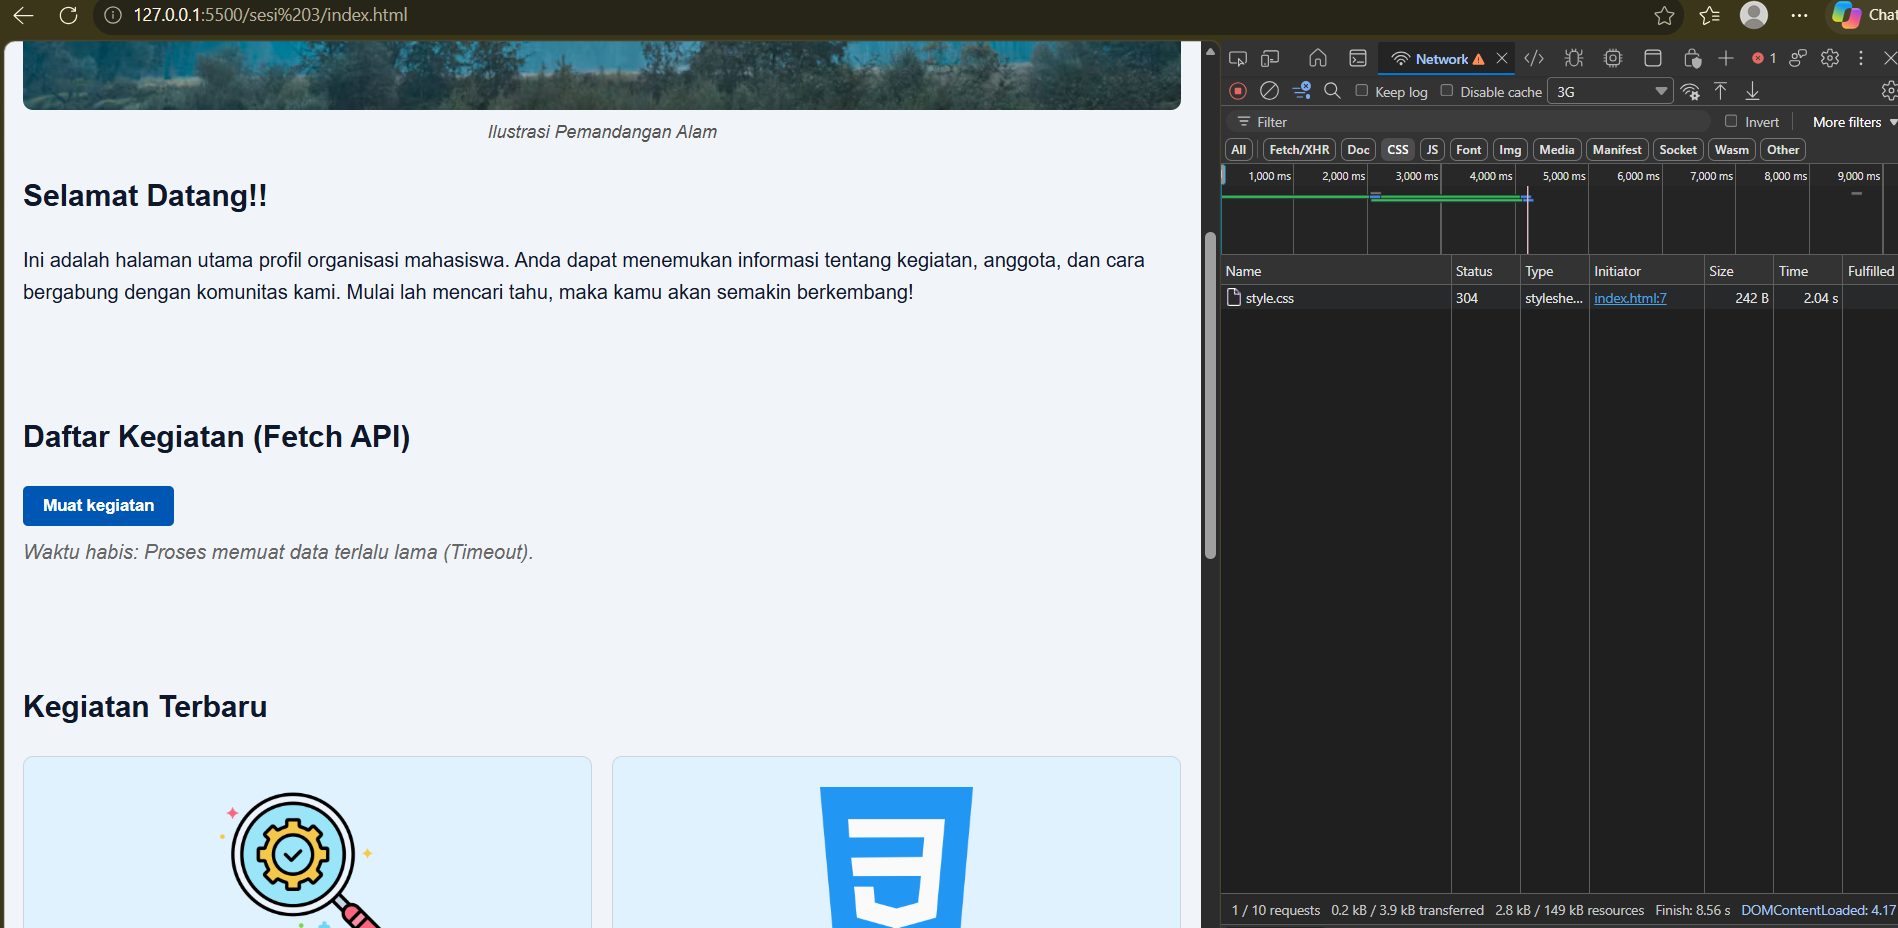 127.0.0.1:5500/sesi%203/index.html
Chat
Ilustrasi Pemandangan Alam
Selamat Datang!!
Ini adalah halaman utama profil organisasi mahasiswa. Anda dapat menemukan informasi tentang kegiatan, anggota, dan cara
bergabung dengan komunitas kami. Mulai lah mencari tahu, maka kamu akan semakin berkembang!
Daftar Kegiatan (Fetch API)
Muat kegiatan
Waktu habis: Proses memuat data terlalu lama (Timeout).
Kegiatan Terbaru
Network
1
Keep log Disable cache 3G
Filter Invert More filters
All Fetch/XHR Doc CSS JS Font Img Media Manifest Socket Wasm Other
1,000 ms 2,000 ms 3,000 ms 4,000 ms 5,000 ms 6,000 ms 7,000 ms 8,000 ms 9,000 ms
Name Status Type Initiator Size Time Fulfilled
style.css 304 styleshe... index.html:7 242 B 2.04 s
1 / 10 requests 0.2 kB / 3.9 kB transferred 2.8 kB / 149 kB resources Finish: 8.56 s DOMContentLoaded: 4.17